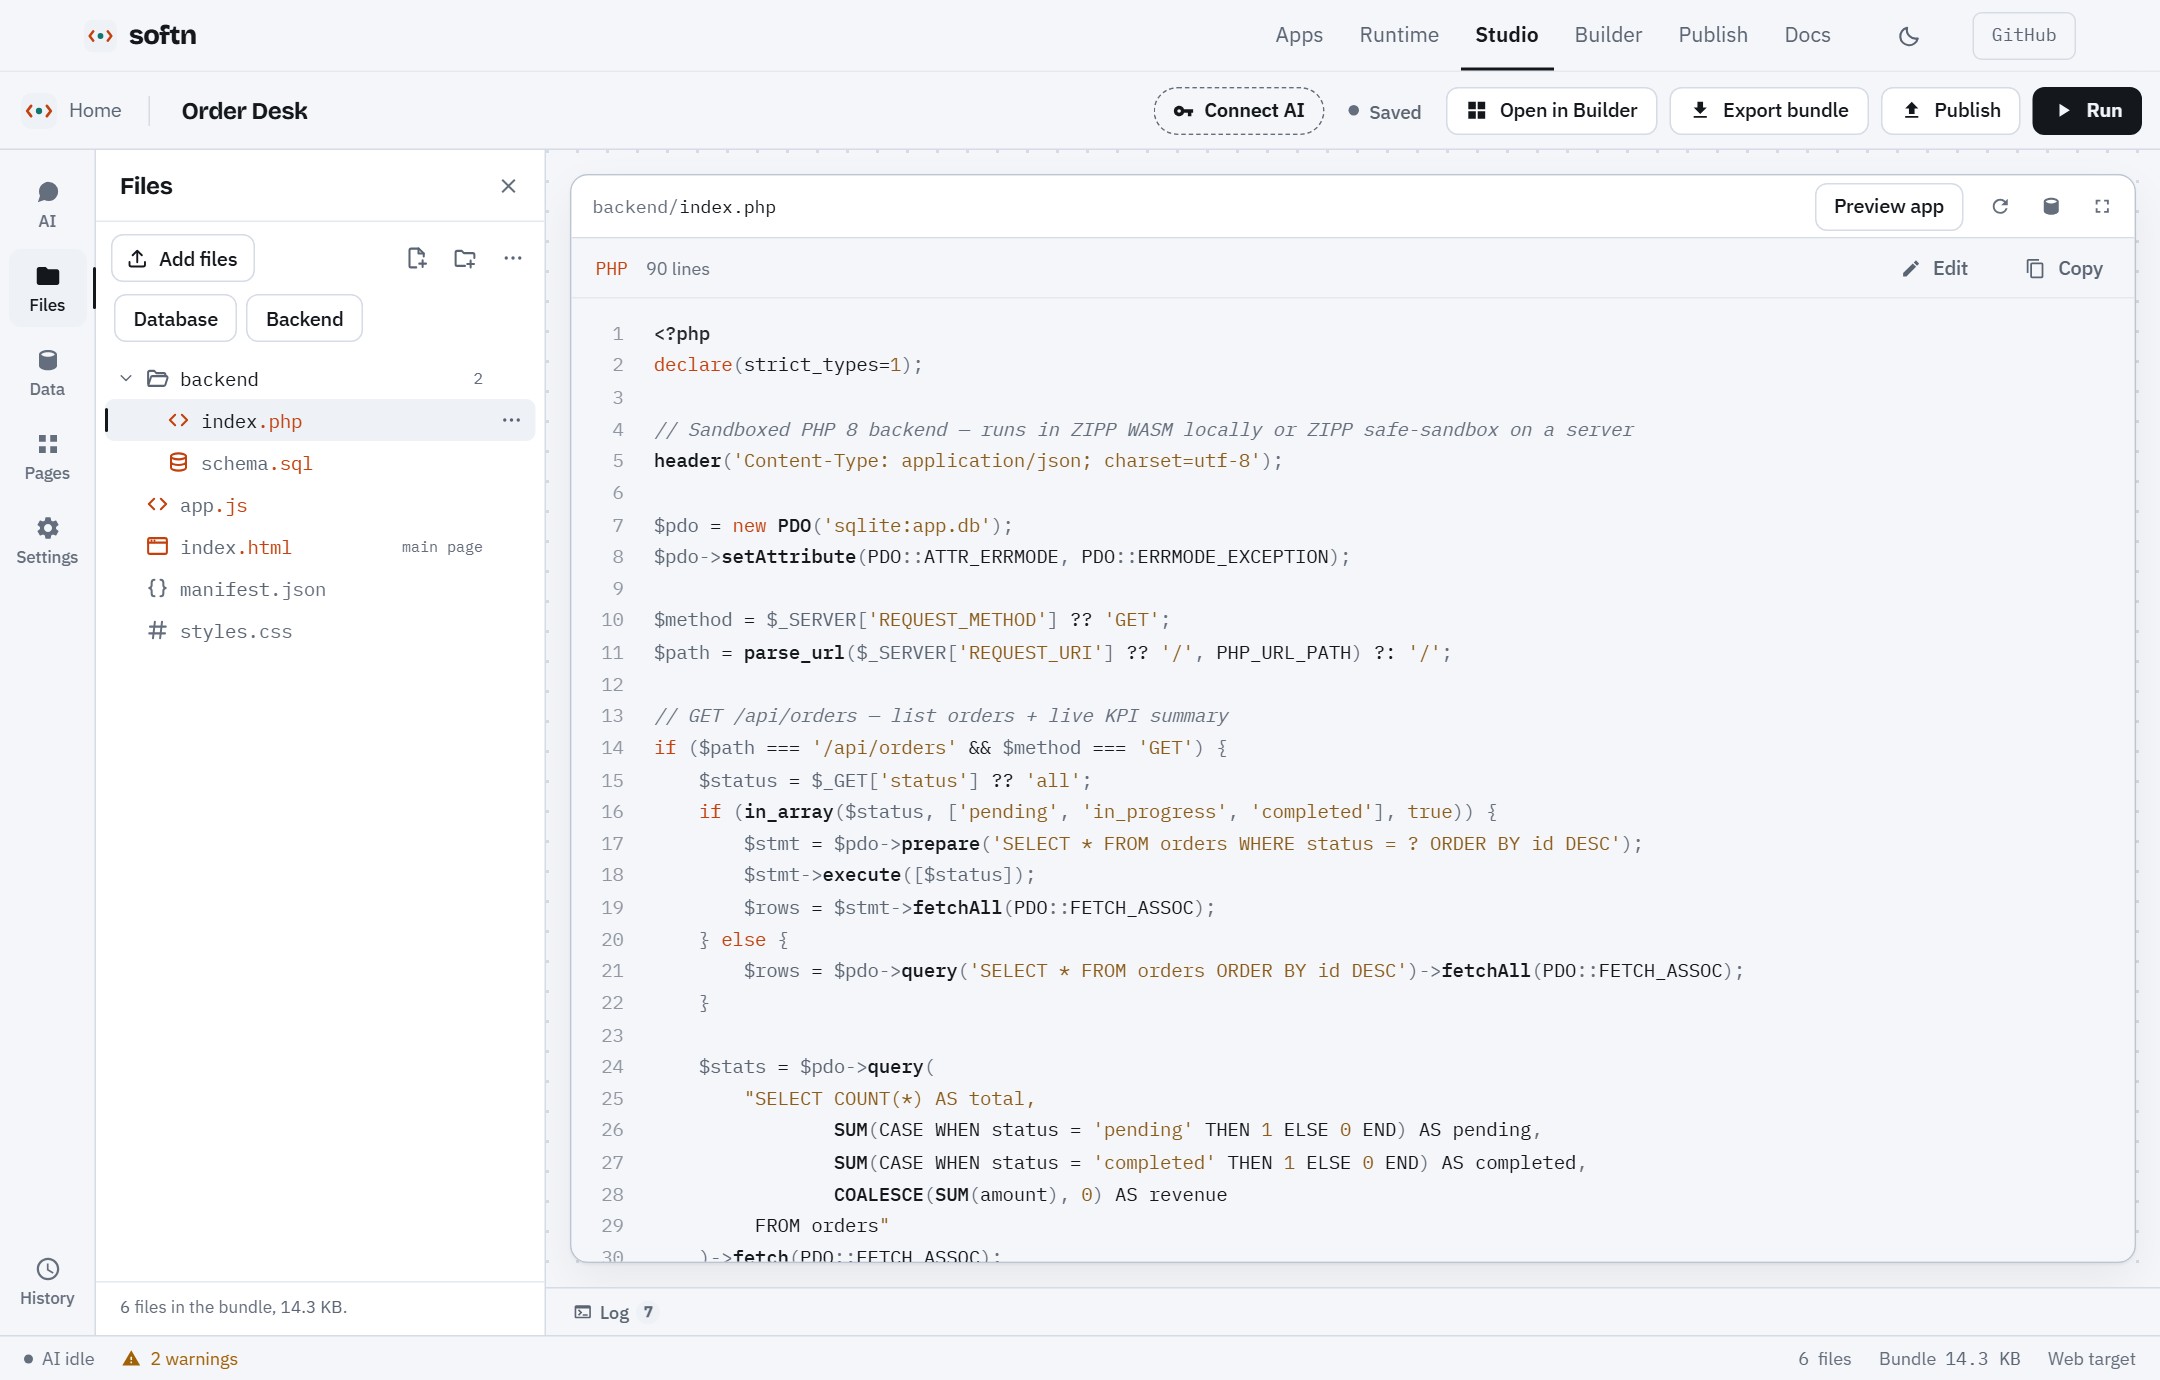 softn
Apps Runtime Studio Builder Publish Docs GitHub
Home Order Desk
Connect AI Saved Open in Builder Export bundle Publish Run
AI
Files
Data
Pages
Settings
History
Files
Add files
Database Backend
backend 2
index.php
schema.sql
app.js
index.html main page
manifest.json
styles.css
6 files in the bundle, 14.3 KB.
backend/index.php Preview app
PHP 90 lines Edit Copy
1 <?php
2 declare(strict_types=1);
3
4 // Sandboxed PHP 8 backend — runs in ZIPP WASM locally or ZIPP safe-sandbox on a server
5 header('Content-Type: application/json; charset=utf-8');
6
7 $pdo = new PDO('sqlite:app.db');
8 $pdo->setAttribute(PDO::ATTR_ERRMODE, PDO::ERRMODE_EXCEPTION);
9
10 $method = $_SERVER['REQUEST_METHOD'] ?? 'GET';
11 $path = parse_url($_SERVER['REQUEST_URI'] ?? '/', PHP_URL_PATH) ?: '/';
12
13 // GET /api/orders — list orders + live KPI summary
14 if ($path === '/api/orders' && $method === 'GET') {
15     $status = $_GET['status'] ?? 'all';
16     if (in_array($status, ['pending', 'in_progress', 'completed'], true)) {
17         $stmt = $pdo->prepare('SELECT * FROM orders WHERE status = ? ORDER BY id DESC');
18         $stmt->execute([$status]);
19         $rows = $stmt->fetchAll(PDO::FETCH_ASSOC);
20     } else {
21         $rows = $pdo->query('SELECT * FROM orders ORDER BY id DESC')->fetchAll(PDO::FETCH_ASSOC);
22     }
23
24     $stats = $pdo->query(
25         "SELECT COUNT(*) AS total,
26                 SUM(CASE WHEN status = 'pending' THEN 1 ELSE 0 END) AS pending,
27                 SUM(CASE WHEN status = 'completed' THEN 1 ELSE 0 END) AS completed,
28                 COALESCE(SUM(amount), 0) AS revenue
29          FROM orders"
30     )->fetch(PDO::FETCH_ASSOC);
Log 7
AI idle 2 warnings 6 files Bundle 14.3 KB Web target